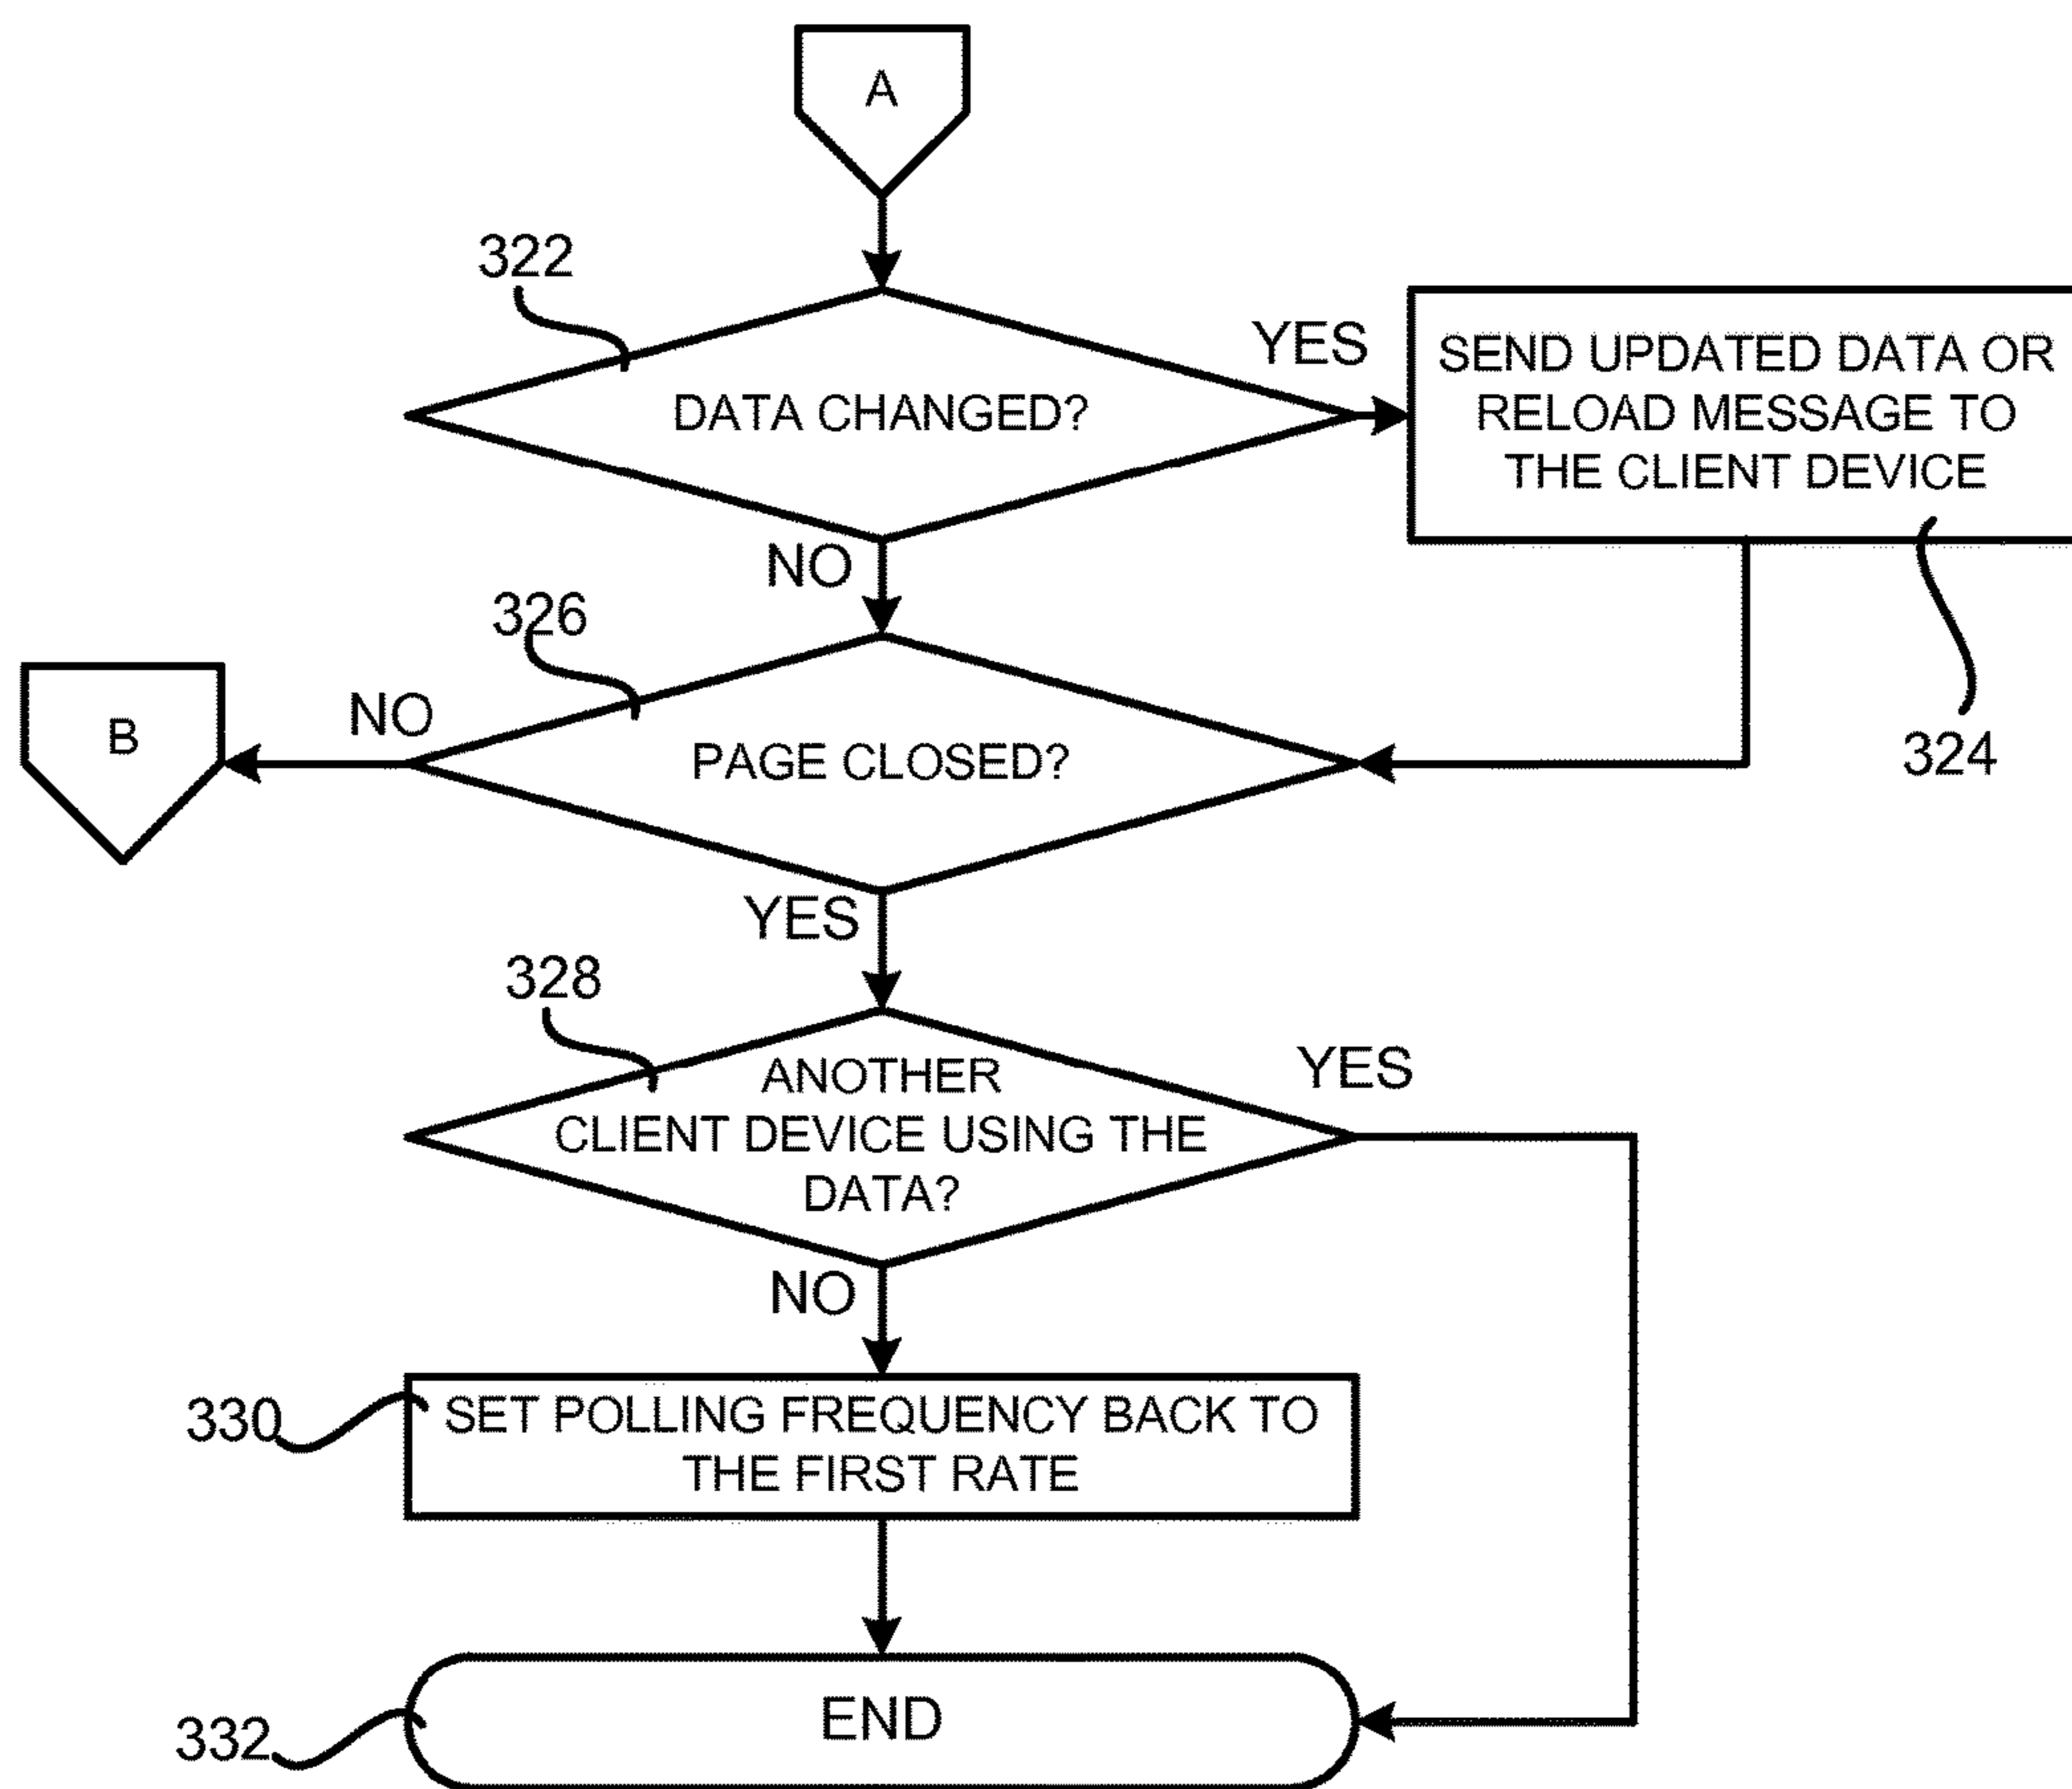 A
322
DATA CHANGED?
YES
SEND UPDATED DATA OR
RELOAD MESSAGE TO
THE CLIENT DEVICE
324
NO
326
PAGE CLOSED?
NO
B
YES
328
ANOTHER
CLIENT DEVICE USING THE
DATA?
YES
NO
330
SET POLLING FREQUENCY BACK TO
THE FIRST RATE
332
END